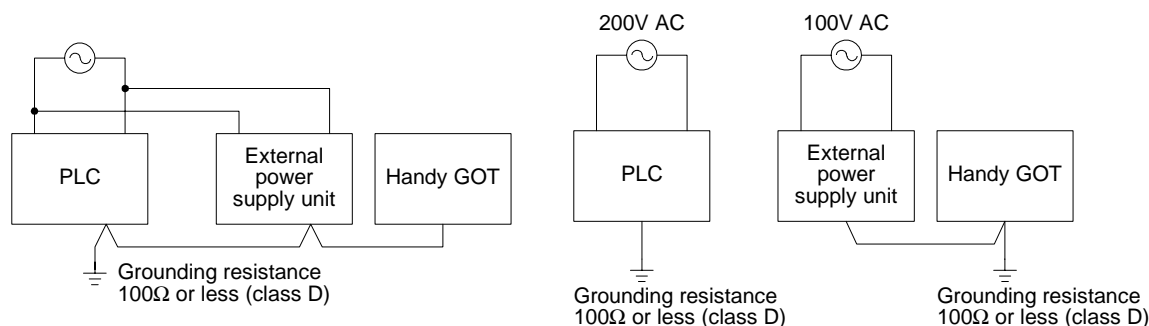 200V AC
100V AC
PLC
External
power
supply unit
Handy GOT
PLC
External
power
supply unit
Handy GOT
Grounding resistance
100Ω or less (class D)
Grounding resistance
100Ω or less (class D)
Grounding resistance
100Ω or less (class D)